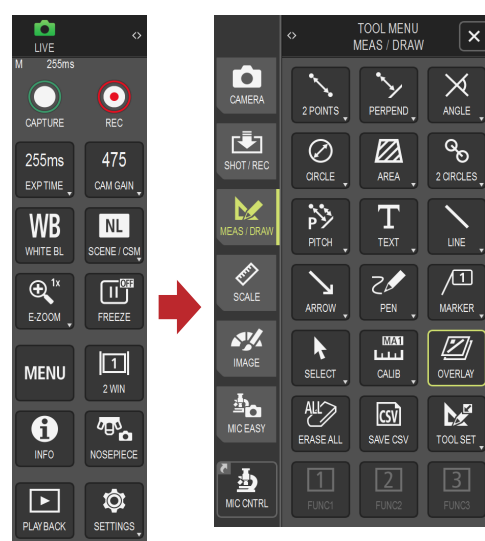 LIVE
M 255ms
CAPTURE REC
255ms 475
EXP TIME CAM GAIN
WB NL
WHITE BL SCENE / CSM
1x OFF
E-ZOOM FREEZE
MENU 1
2 WIN
INFO NOSEPIECE
PLAYBACK SETTINGS
TOOL MENU
MEAS / DRAW
CAMERA
SHOT / REC
MEAS / DRAW
SCALE
IMAGE
MIC EASY
MIC CNTRL
2 POINTS PERPEND ANGLE
CIRCLE AREA 2 CIRCLES
P T
PITCH TEXT LINE
1
ARROW PEN MARKER
MA1
SELECT CALIB OVERLAY
ALL CSV
ERASE ALL SAVE CSV TOOL SET
1 2 3
FUNC1 FUNC2 FUNC3